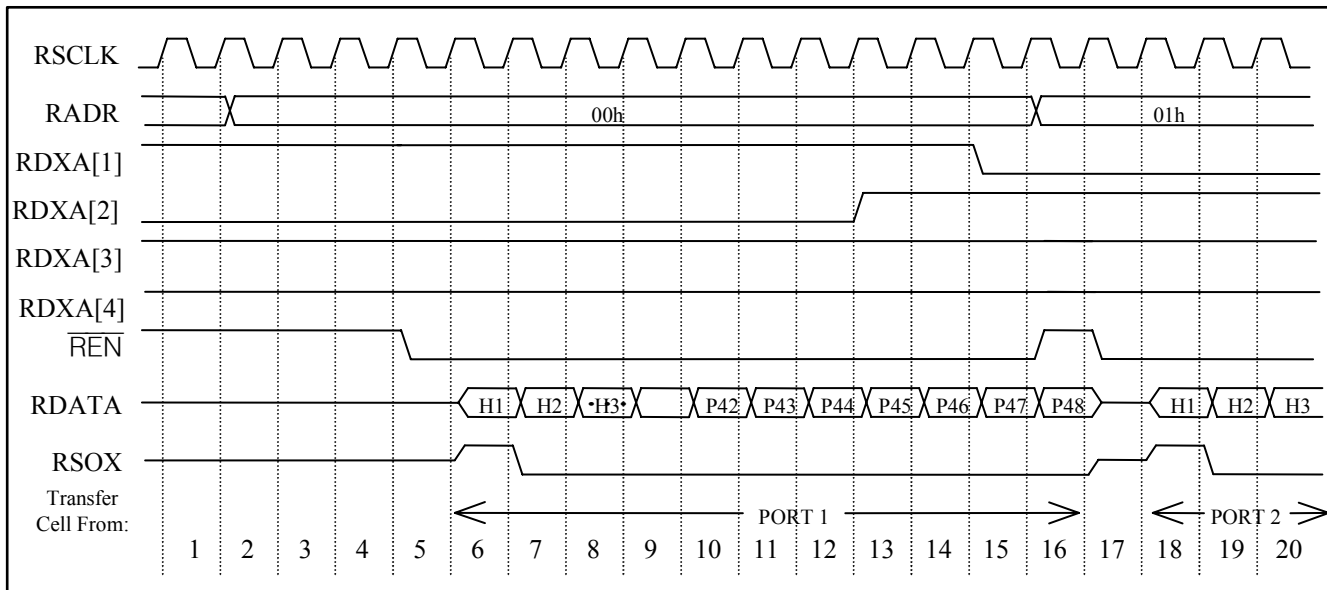 RSCLK
RADR 00h 01h
RDXA[1]
RDXA[2]
RDXA[3]
RDXA[4]
REN
RDATA H1 H2 H3 P42 P43 P44 P45 P46 P47 P48 H1 H2 H3
RSOX
Transfer
Cell From: PORT 1 PORT 2
1 2 3 4 5 6 7 8 9 10 11 12 13 14 15 16 17 18 19 20